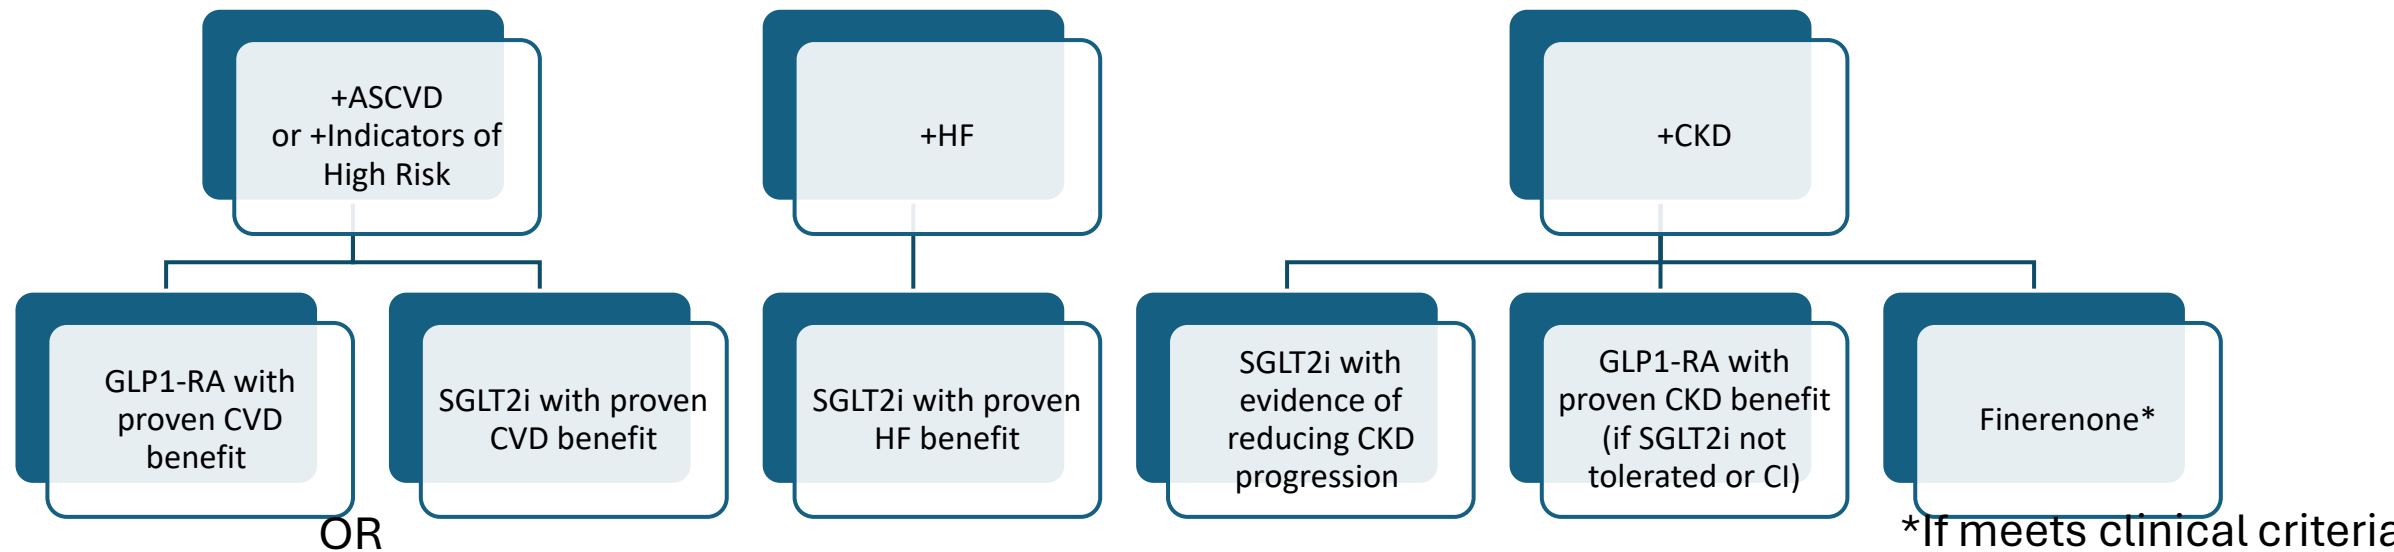 +ASCVD
or +Indicators of
High Risk
+HF
+CKD
GLP1-RA with
proven CVD
benefit
SGLT2i with proven
CVD benefit
SGLT2i with proven
HF benefit
SGLT2i with
evidence of
reducing CKD
progression
GLP1-RA with
proven CKD benefit
(if SGLT2i not
tolerated or CI)
Finerenone*
OR
*If meets clinical criteria